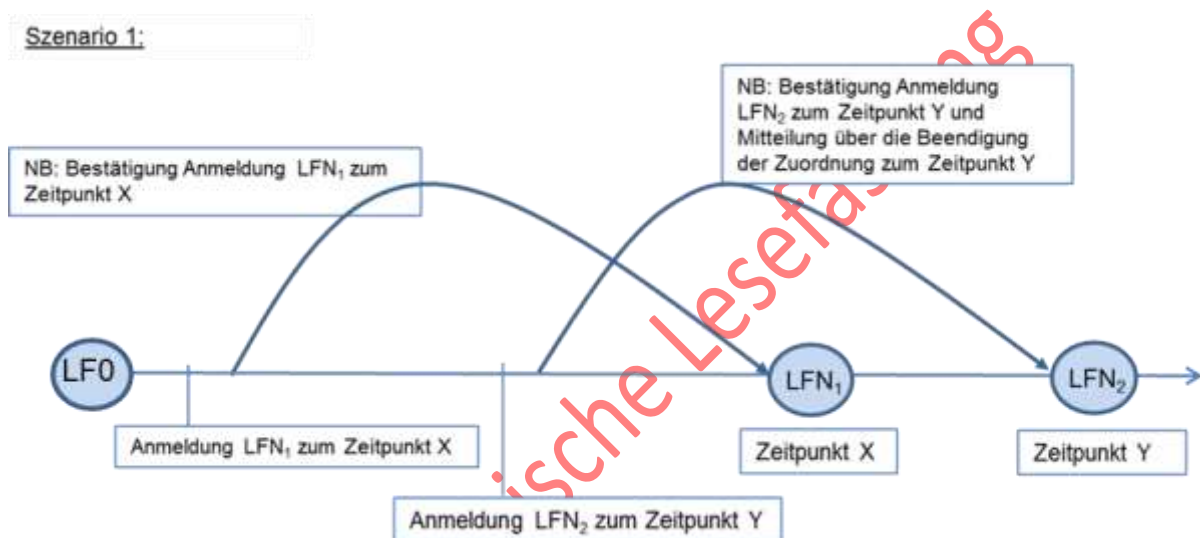 Szenario 1:
NB: Bestätigung Anmeldung
LFN₂ zum Zeitpunkt Y und
Mitteilung über die Beendigung
der Zuordnung zum Zeitpunkt Y
NB: Bestätigung Anmeldung LFN₁ zum
Zeitpunkt X
LF0
LFN₁
LFN₂
Anmeldung LFN₁ zum Zeitpunkt X
Zeitpunkt X
Zeitpunkt Y
Anmeldung LFN₂ zum Zeitpunkt Y
ische Lesefassung